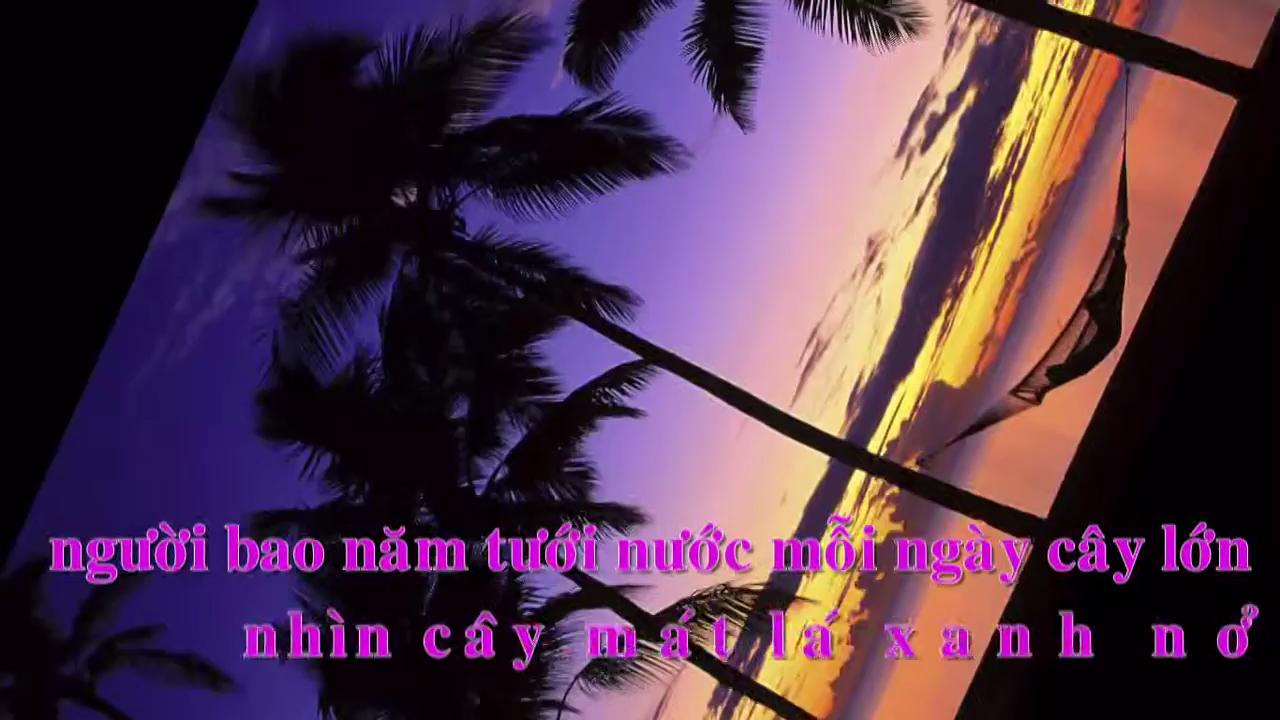 người bao năm tưới nước mỗi ngày cây lớn
nhìn cây mát lá xanh nở